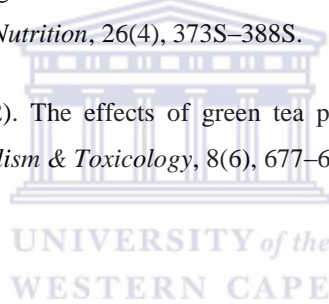 Nutrition, 26(4), 373S–388S.
). The effects of green tea p
lism & Toxicology, 8(6), 677–6
UNIVERSITY of the
WESTERN CAPE